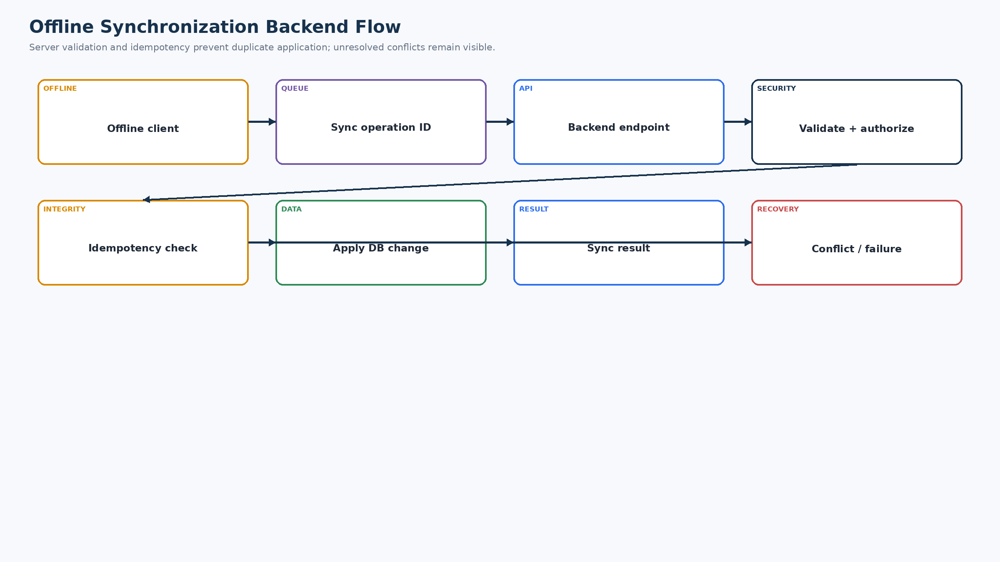 Offline Synchronization Backend Flow
Server validation and idempotency prevent duplicate application; unresolved conflicts remain visible.
OFFLINE
Offline client
QUEUE
Sync operation ID
API
Backend endpoint
SECURITY
Validate + authorize
INTEGRITY
Idempotency check
DATA
Apply DB change
RESULT
Sync result
RECOVERY
Conflict / failure